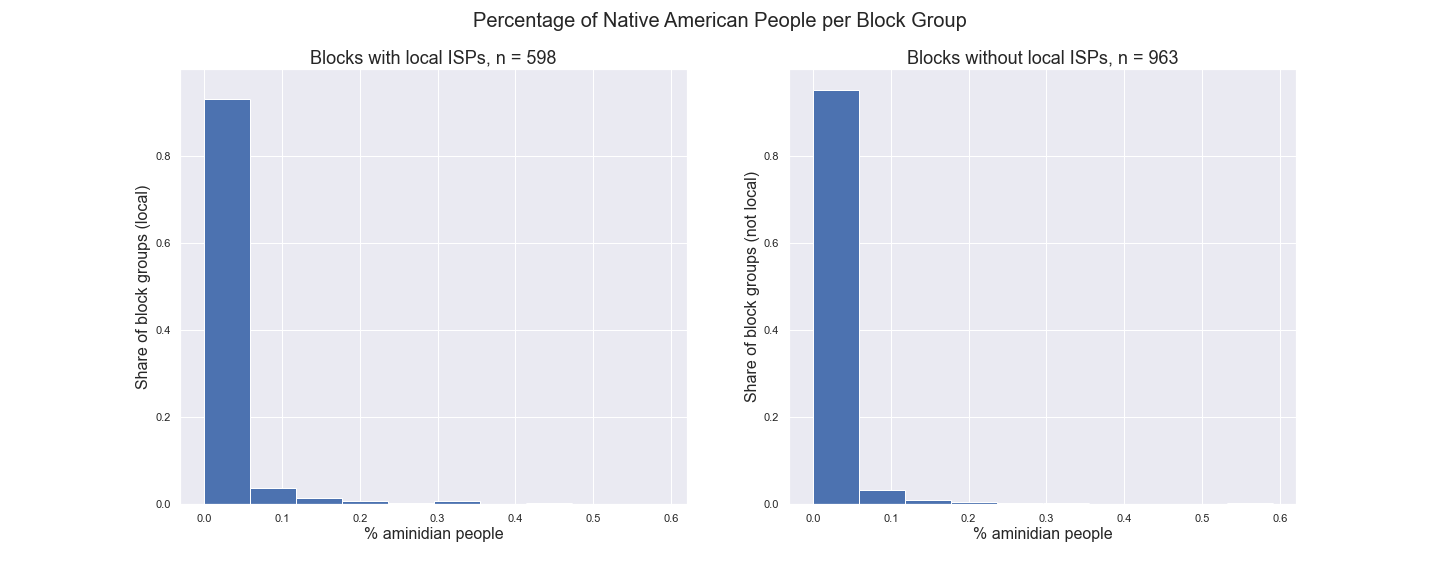 Percentage of Native American People per Block Group
Blocks with local ISPs, n = 598
Share of block groups (local)
0.8
0.6
0.4
0.2
0.0
0.0 0.1 0.2 0.3 0.4 0.5 0.6
% aminidian people
Blocks without local ISPs, n = 963
Share of block groups (not local)
0.8
0.6
0.4
0.2
0.0
0.0 0.1 0.2 0.3 0.4 0.5 0.6
% aminidian people